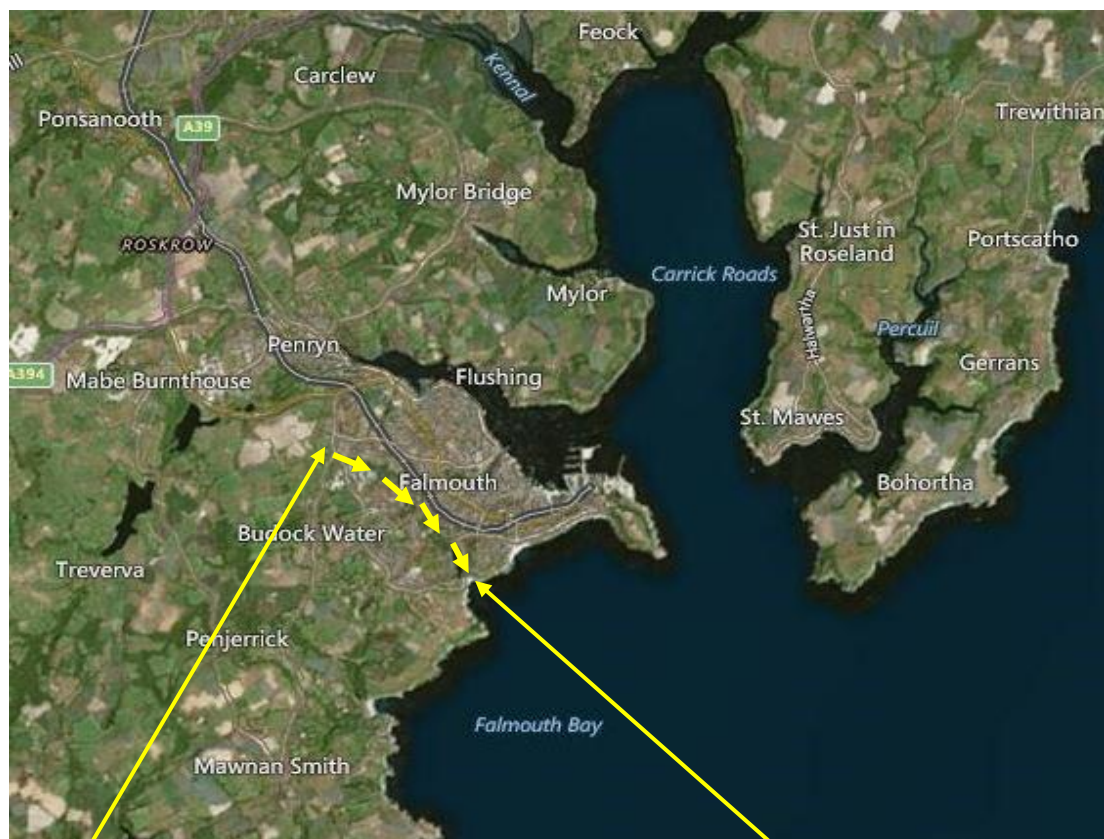 Feock
Carclew
Kennal
ll
Ponsanooth
A39
Trewithian
Mylor Bridge
ROSKROW
St. Just in
Roseland
Portscatho
Carrick Roads
Mylor
Halwartha
Percuil
Penryn
Gerrans
A394
Mabe Burnthouse
Flushing
St. Mawes
Falmouth
Bohortha
Budock Water
Treverva
Penjerrick
Falmouth Bay
Mawnan Smith